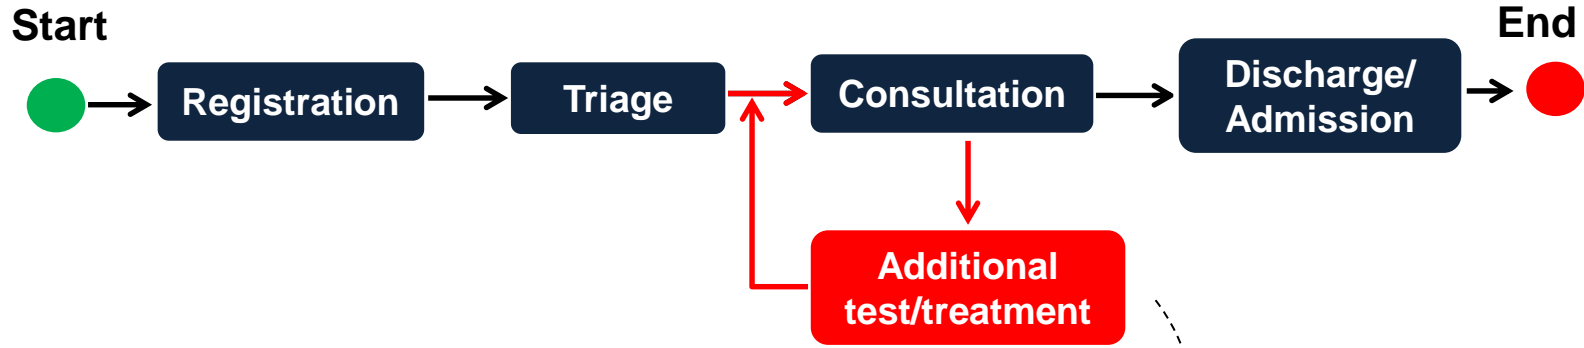 Start
End
Registration
Triage
Consultation
Discharge/
Admission
Additional
test/treatment